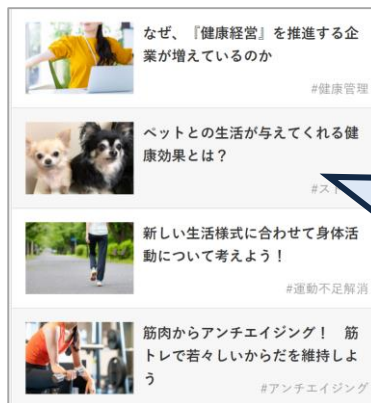 なぜ、『健康経営』を推進する企
業が増えているのか
#健康管理
ペットとの生活が与えてくれる健
康効果とは？
新しい生活様式に合わせて身体活
動について考えよう！
#運動不足解消
筋肉からアンチエイジング！　筋
トレで若々しいからだを維持しよ
う
#アンチエイジング